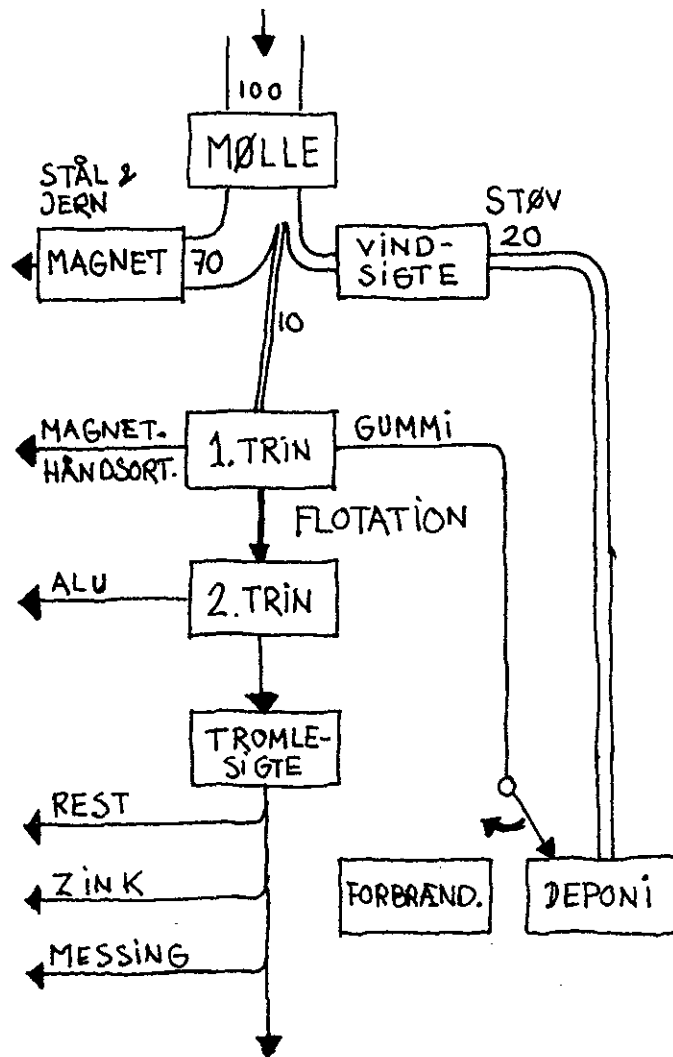 100
MØLLE
STÅL &
JERN
MAGNET
70
VIND-
SIGTE
STØV
20
10
MAGNET.
HÅNDSORT.
1. TRIN
GUMMI
FLOTATION
ALU
2. TRIN
TROMLE-
SIGTE
REST
ZINK
MESSING
FORBRÆND.
DEPONI